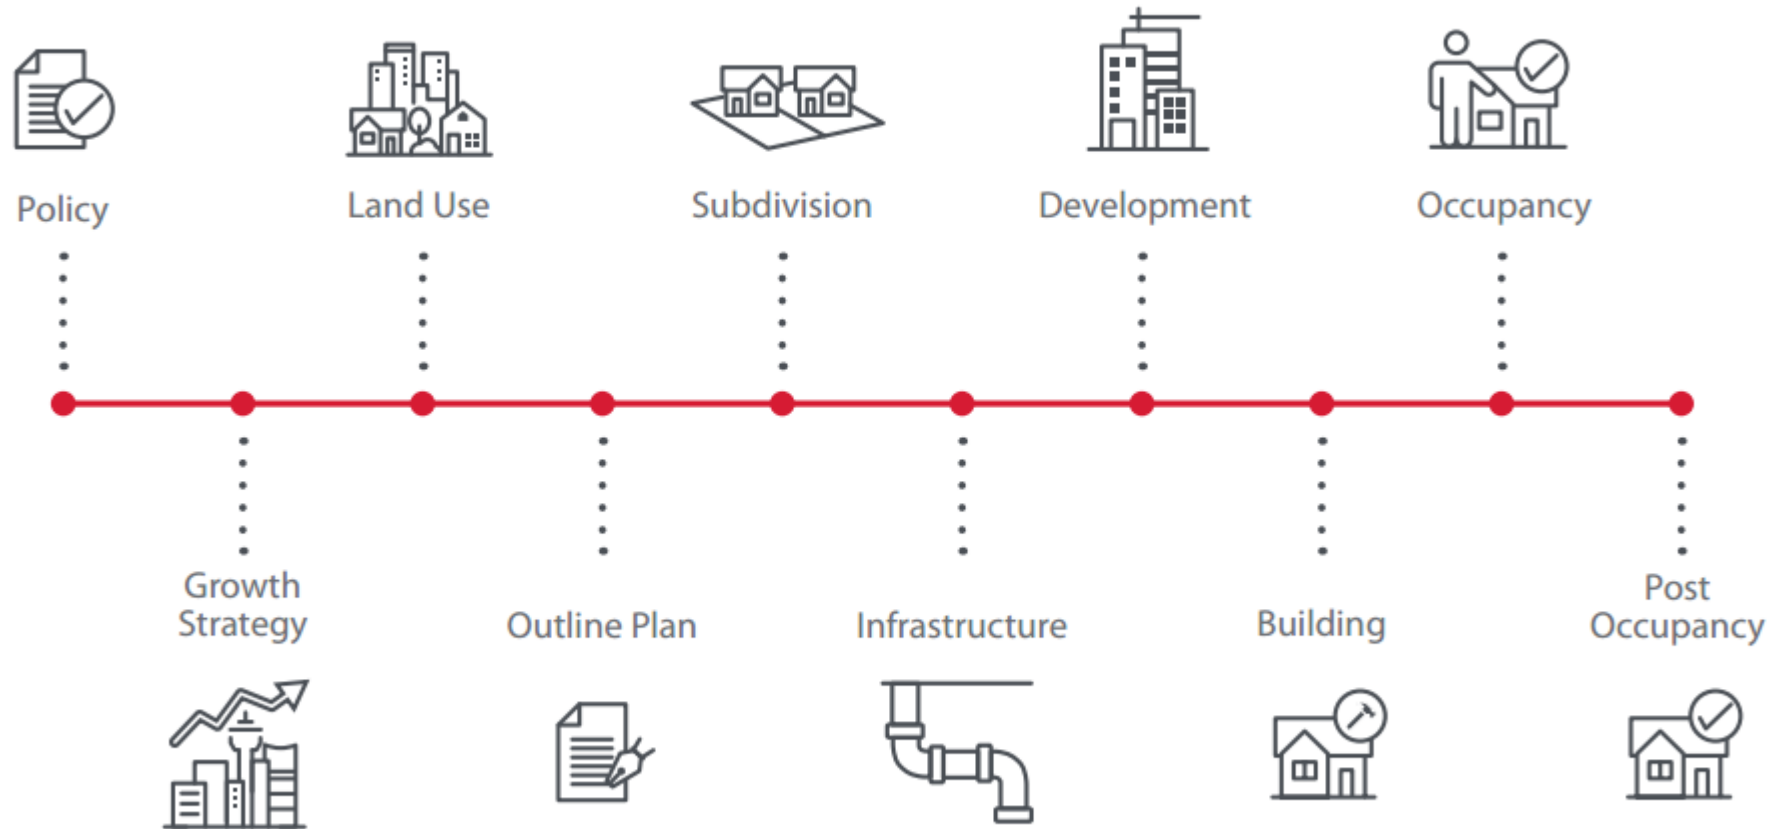 Policy
Land Use
Subdivision
Development
Occupancy
Growth
Strategy
Outline Plan
Infrastructure
Building
Post
Occupancy